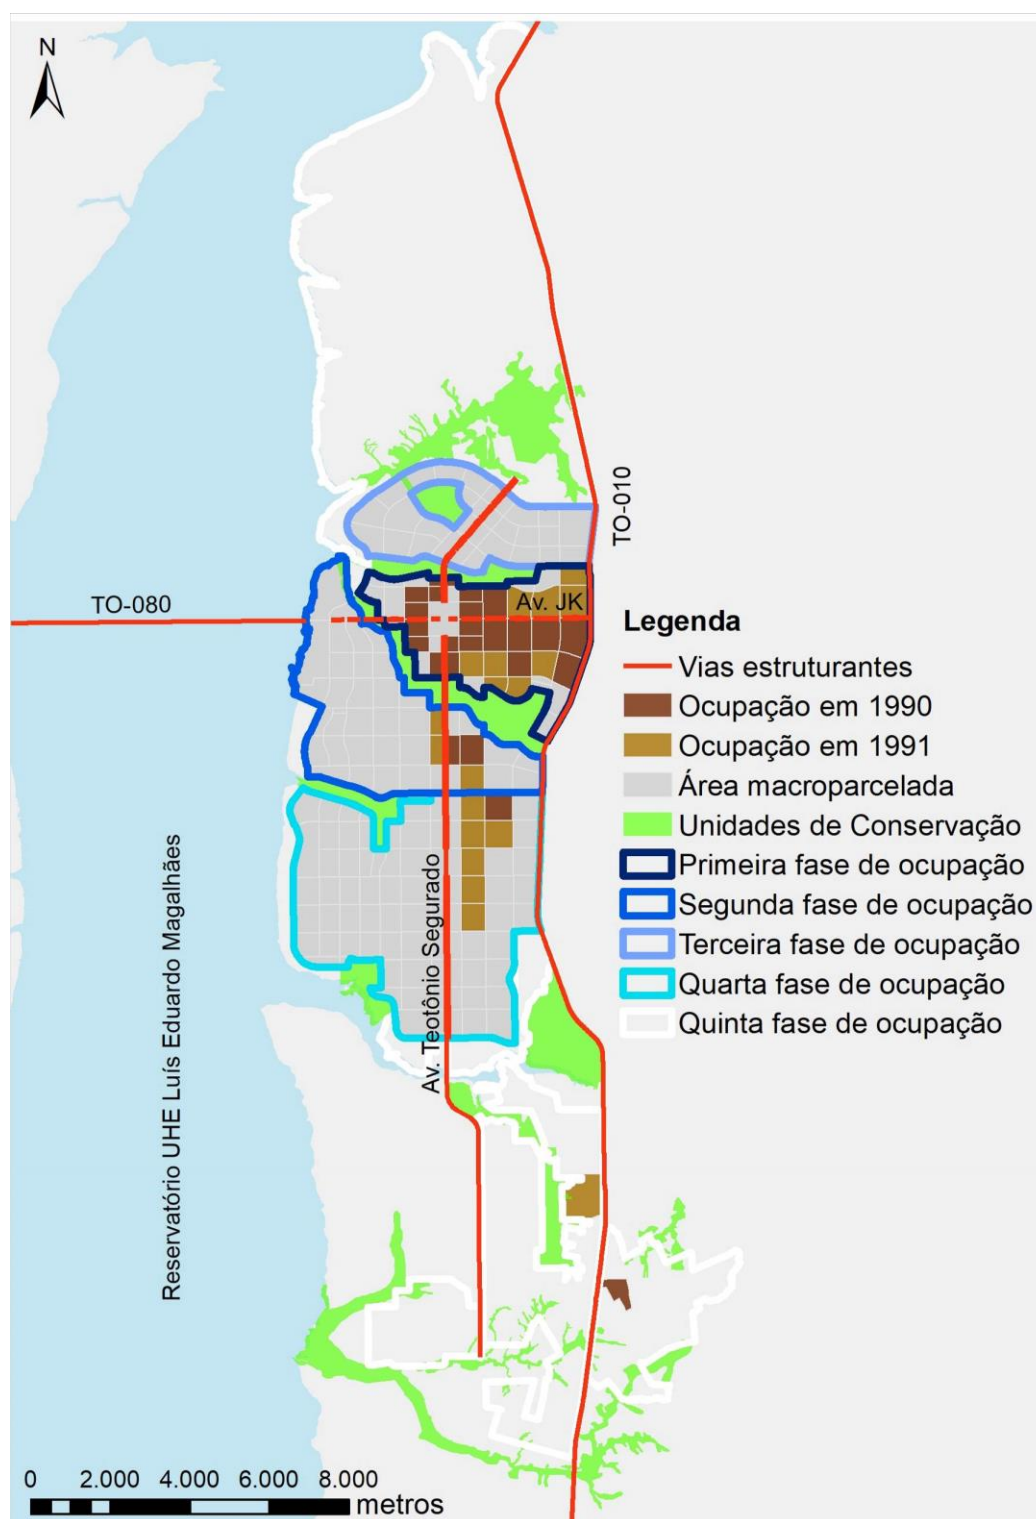 N
TO-010
TO-080
Av. JK
Legenda
Vias estruturantes
Ocupação em 1990
Ocupação em 1991
Área macroparcelada
Unidades de Conservação
Primeira fase de ocupação
Segunda fase de ocupação
Terceira fase de ocupação
Quarta fase de ocupação
Quinta fase de ocupação
Av. Teotônio Segurado
Reservatório UHE Luís Eduardo Magalhães
0 2.000 4.000 6.000 8.000
metros